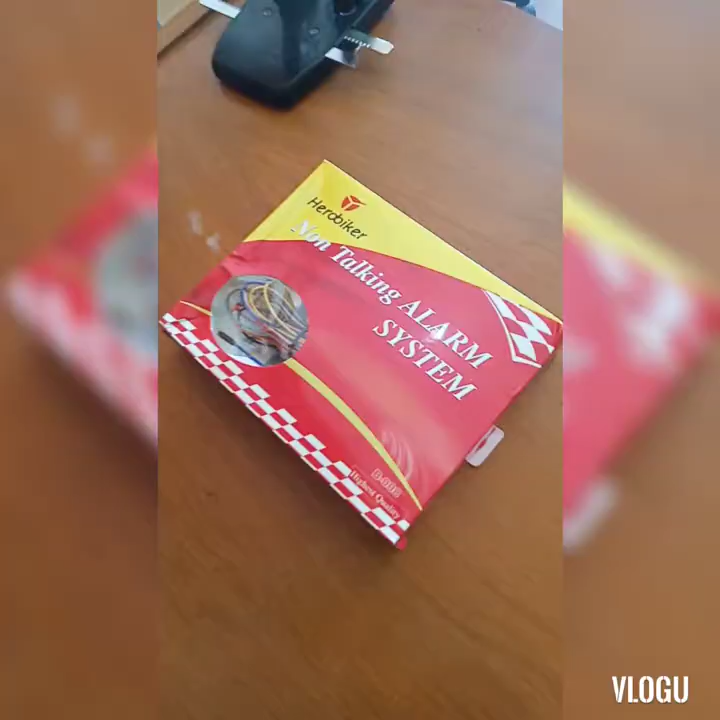 Herobiker
Non Talking ALARM
SYSTEM
Highest Quality
VLOGU